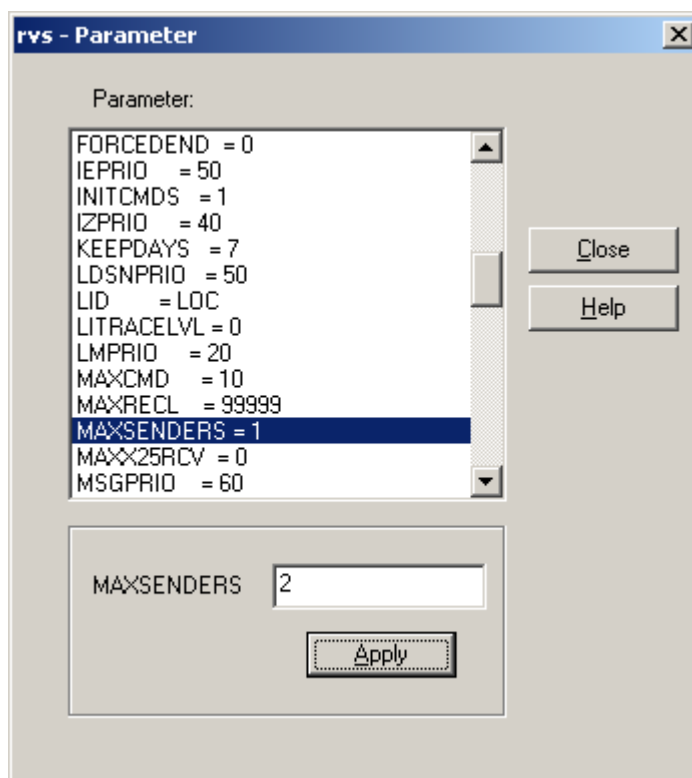 rvs - Parameter
Parameter:
FORCEDEND = 0
IEPRIO = 50
INITCMDS = 1
IZPRIO = 40
KEEPDAYS = 7
LDSNPRIO = 50
LID = LOC
LITRACELVL = 0
LMPRIO = 20
MAXCMD = 10
MAXRECL = 99999
MAXSENDERS = 1
MAXX25RCV = 0
MSGPRIO = 60
Close
Help
MAXSENDERS 2
Apply